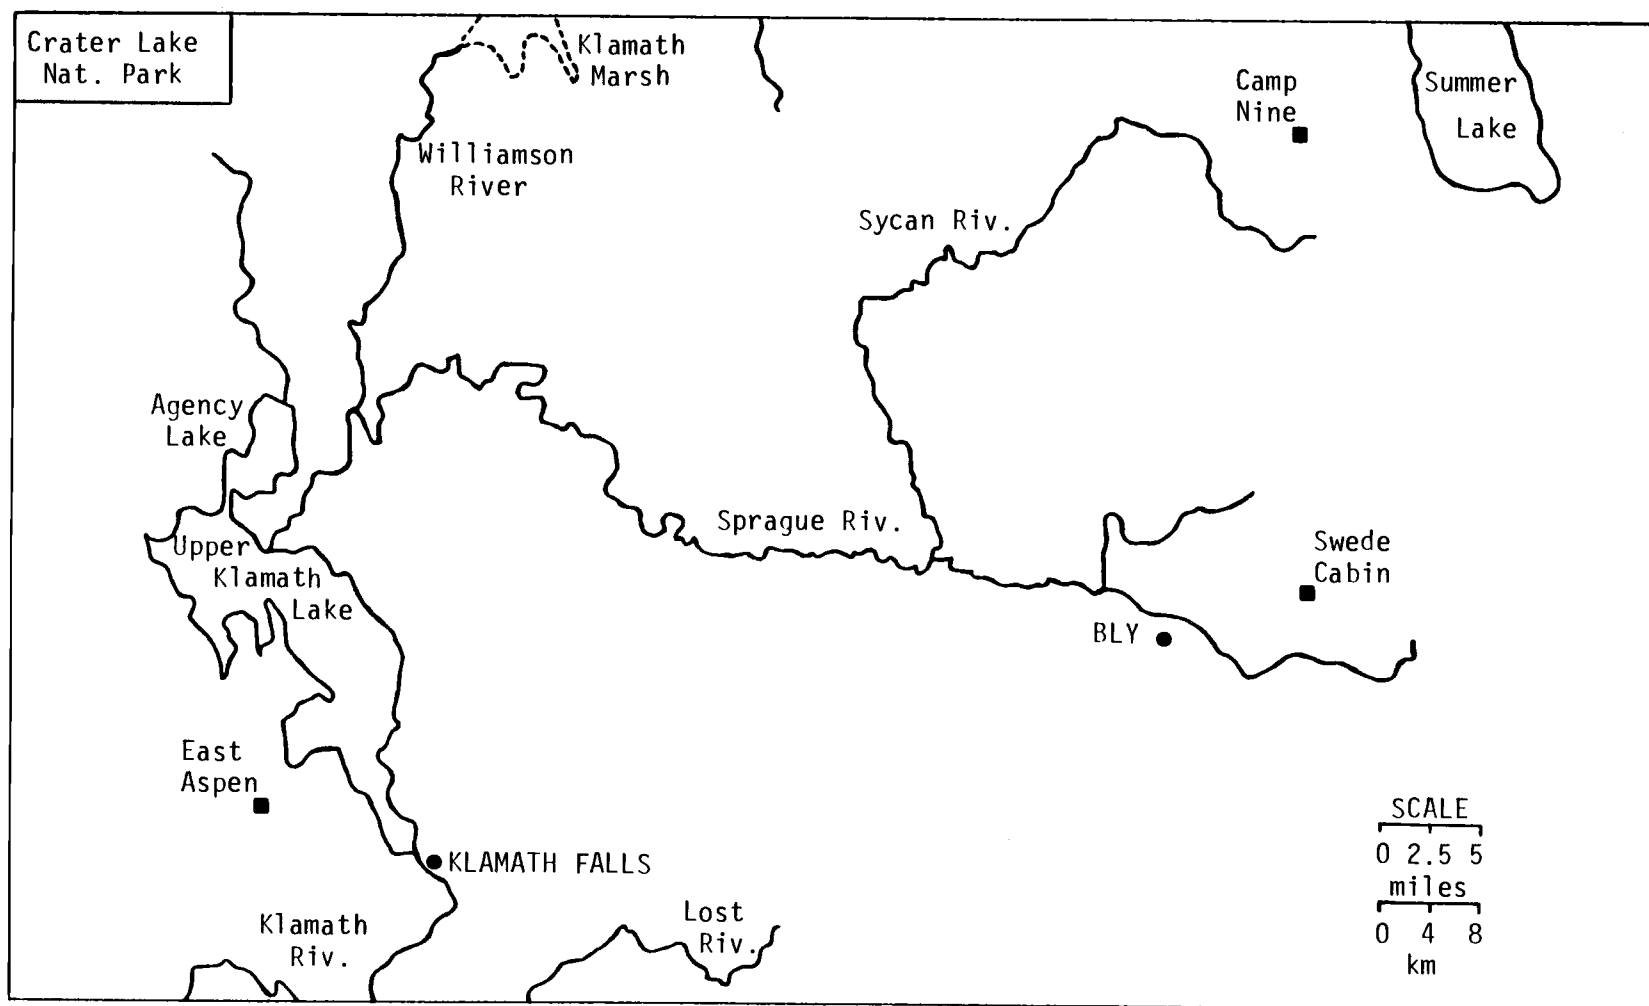 Crater Lake
Nat. Park
Klamath
Marsh
Camp
Nine
Summer
Lake
Williamson
River
Sycan Riv.
Agency
Lake
Sprague Riv.
Upper
Klamath
Lake
Swede
Cabin
BLY
East
Aspen
SCALE
0 2.5 5
miles
0 4 8
km
KLAMATH FALLS
Klamath
Riv.
Lost
Riv.